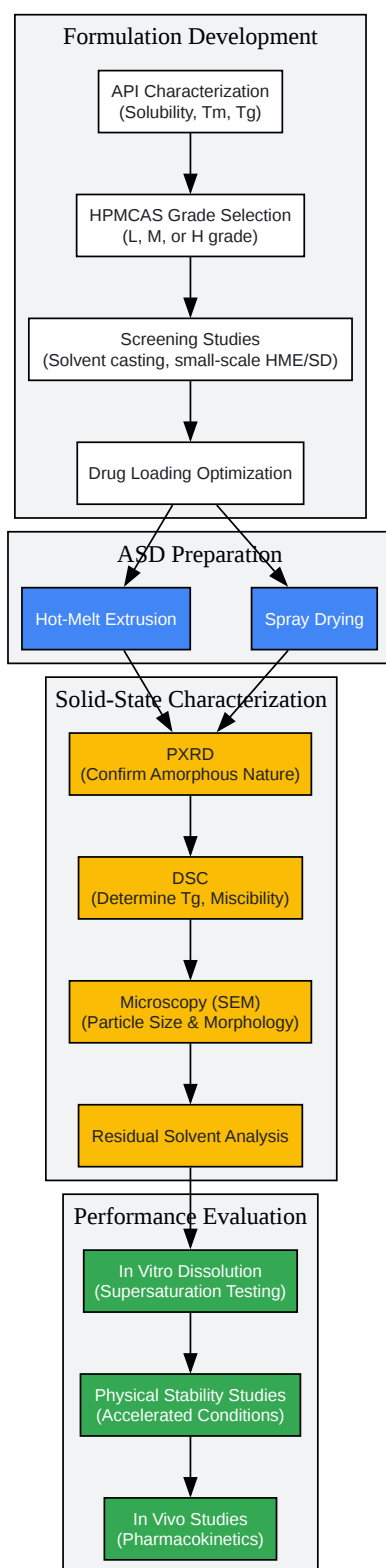 Formulation Development
API Characterization
(Solubility, Tm, Tg)
HPMCAS Grade Selection
(L, M, or H grade)
Screening Studies
(Solvent casting, small-scale HME/SD)
Drug Loading Optimization
ASD Preparation
Hot-Melt Extrusion
Spray Drying
Solid-State Characterization
PXRD
(Confirm Amorphous Nature)
DSC
(Determine Tg, Miscibility)
Microscopy (SEM)
(Particle Size & Morphology)
Residual Solvent Analysis
Performance Evaluation
In Vitro Dissolution
(Supersaturation Testing)
Physical Stability Studies
(Accelerated Conditions)
In Vivo Studies
(Pharmacokinetics)